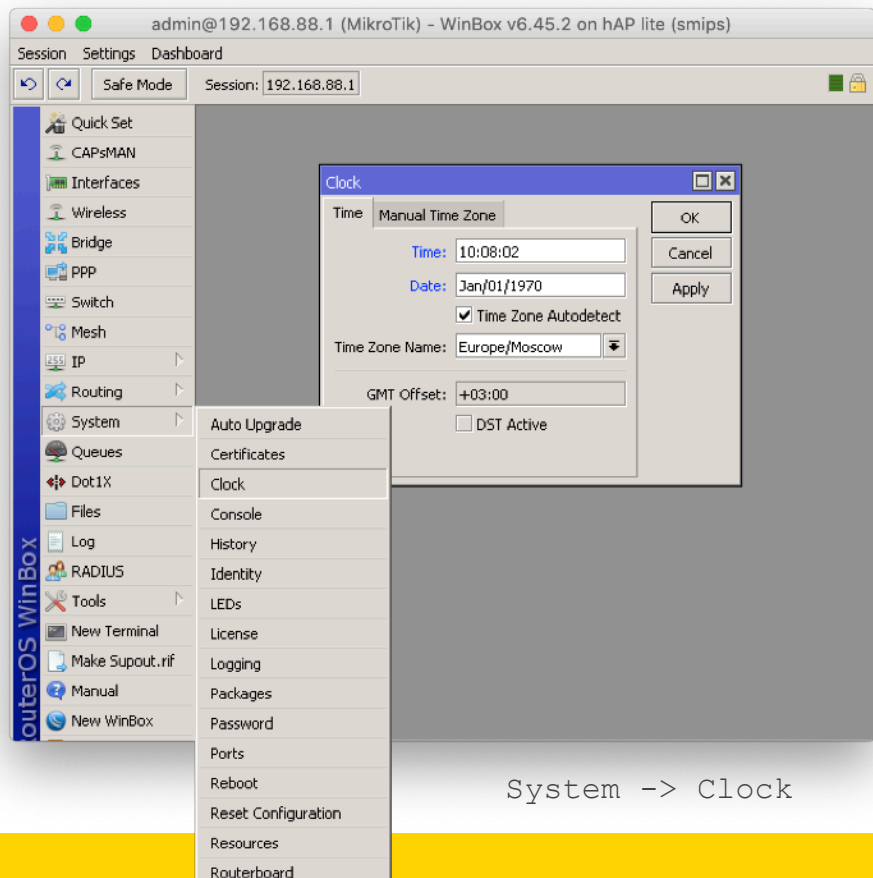 admin@192.168.88.1 (MikroTik) - WinBox v6.45.2 on hAP lite (smips)
Session Settings Dashboard
Safe Mode Session: 192.168.88.1
Quick Set
CAPsMAN
Interfaces
Wireless
Bridge
PPP
Switch
Mesh
IP
Routing
System
Queues
Dot1X
Files
Log
RADIUS
Tools
New Terminal
Make Supout.rif
Manual
New WinBox
outerOS WinBox
Auto Upgrade
Certificates
Clock
Console
History
Identity
LEDs
License
Logging
Packages
Password
Ports
Reboot
Reset Configuration
Resources
Routerboard
Clock
Time Manual Time Zone
Time: 10:08:02
Date: Jan/01/1970
Time Zone Autodetect
Time Zone Name: Europe/Moscow
GMT Offset: +03:00
DST Active
OK
Cancel
Apply
System -> Clock